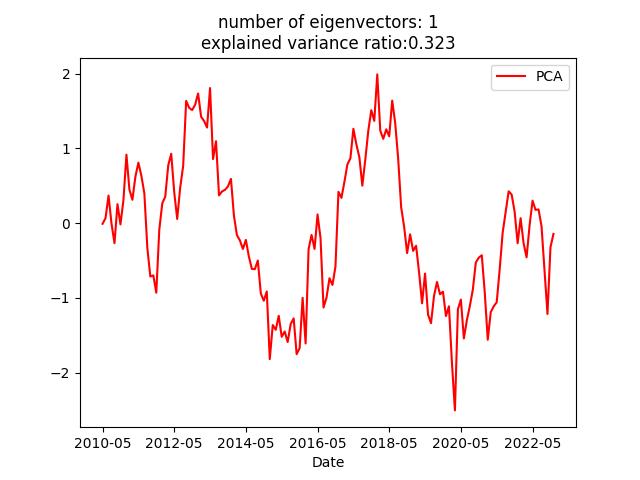 number of eigenvectors: 1
explained variance ratio:0.323
PCA
2
1
0
−1
−2
2010-05 2012-05 2014-05 2016-05 2018-05 2020-05 2022-05
Date